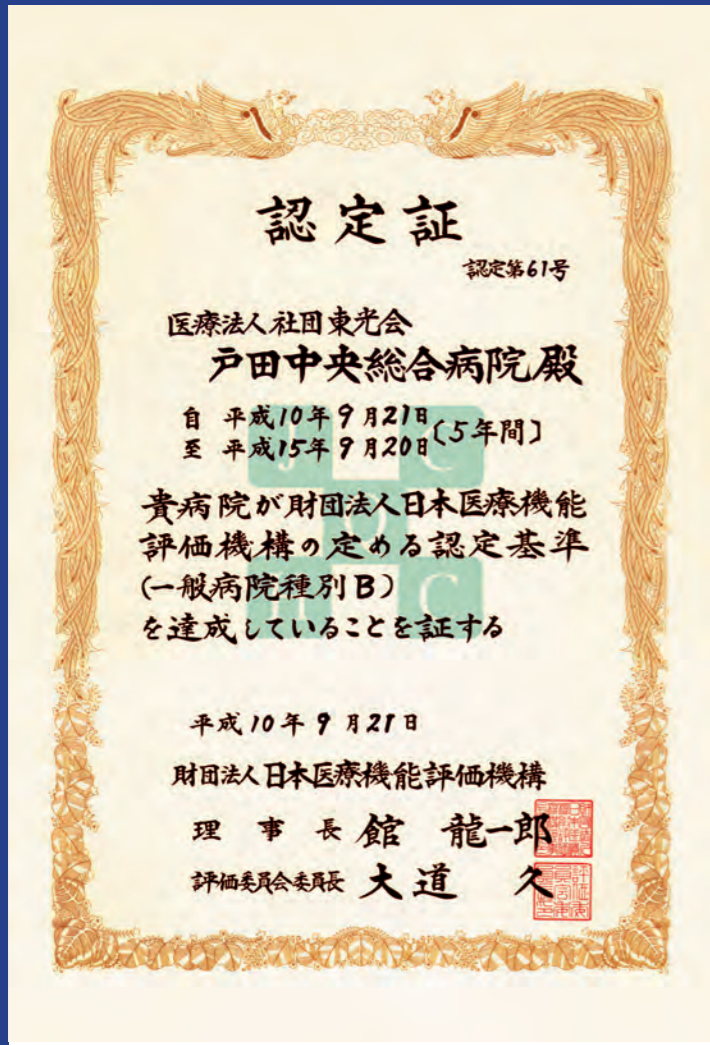 認定証
認定第61号
医療法人社団東光会
戸田中央総合病院殿
自 平成10年9月21日
至 平成15年9月20日〔5年間〕
貴病院が財団法人日本医療機能
評価機構の定める認定基準
(一般病院種別B)
を達成していることを証する
平成10年9月21日
財団法人日本医療機能評価機構
理事長 館 龍一郎
評価委員会委員長 大道 久